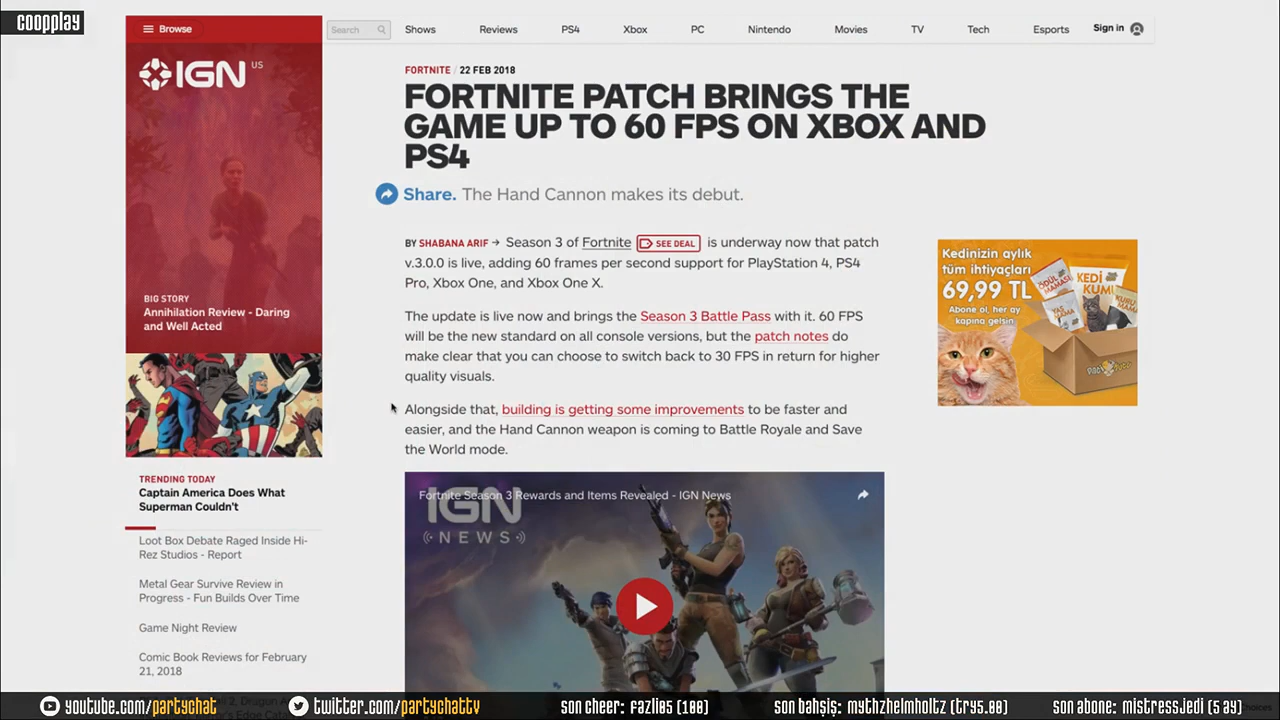 coopplay
Browse
Search
Shows
Reviews
PS4
Xbox
PC
Nintendo
Movies
TV
Tech
Esports
Sign in
IGN US
BIG STORY
Annihilation Review - Daring
and Well Acted
TRENDING TODAY
Captain America Does What
Superman Couldn't
Loot Box Debate Raged Inside Hi-
Rez Studios - Report
Metal Gear Survive Review in
Progress - Fun Builds Over Time
Game Night Review
Comic Book Reviews for February
21, 2018
FORTNITE / 22 FEB 2018
FORTNITE PATCH BRINGS THE
GAME UP TO 60 FPS ON XBOX AND
PS4
Share. The Hand Cannon makes its debut.
BY SHABANA ARIF → Season 3 of Fortnite SEE DEAL is underway now that patch
v.3.0.0 is live, adding 60 frames per second support for PlayStation 4, PS4
Pro, Xbox One, and Xbox One X.
The update is live now and brings the Season 3 Battle Pass with it. 60 FPS
will be the new standard on all console versions, but the patch notes do
make clear that you can choose to switch back to 30 FPS in return for higher
quality visuals.
Alongside that, building is getting some improvements to be faster and
easier, and the Hand Cannon weapon is coming to Battle Royale and Save
the World mode.
Fortnite Season 3 Rewards and Items Revealed - IGN News
IGN
NEWS
Kedinizin aylık
tüm ihtiyaçları
69,99 TL
Abone ol, her ay
kapına gelsin
ÖDÜL
MAMASI
KEDİ
KUMU
youtube.com/partychat
twitter.com/partychattv
son cheer: fazli05 (100)
son bahşiş: mythzhelmholtz (try5.00)
son abone: mistressjedi (5 ay)